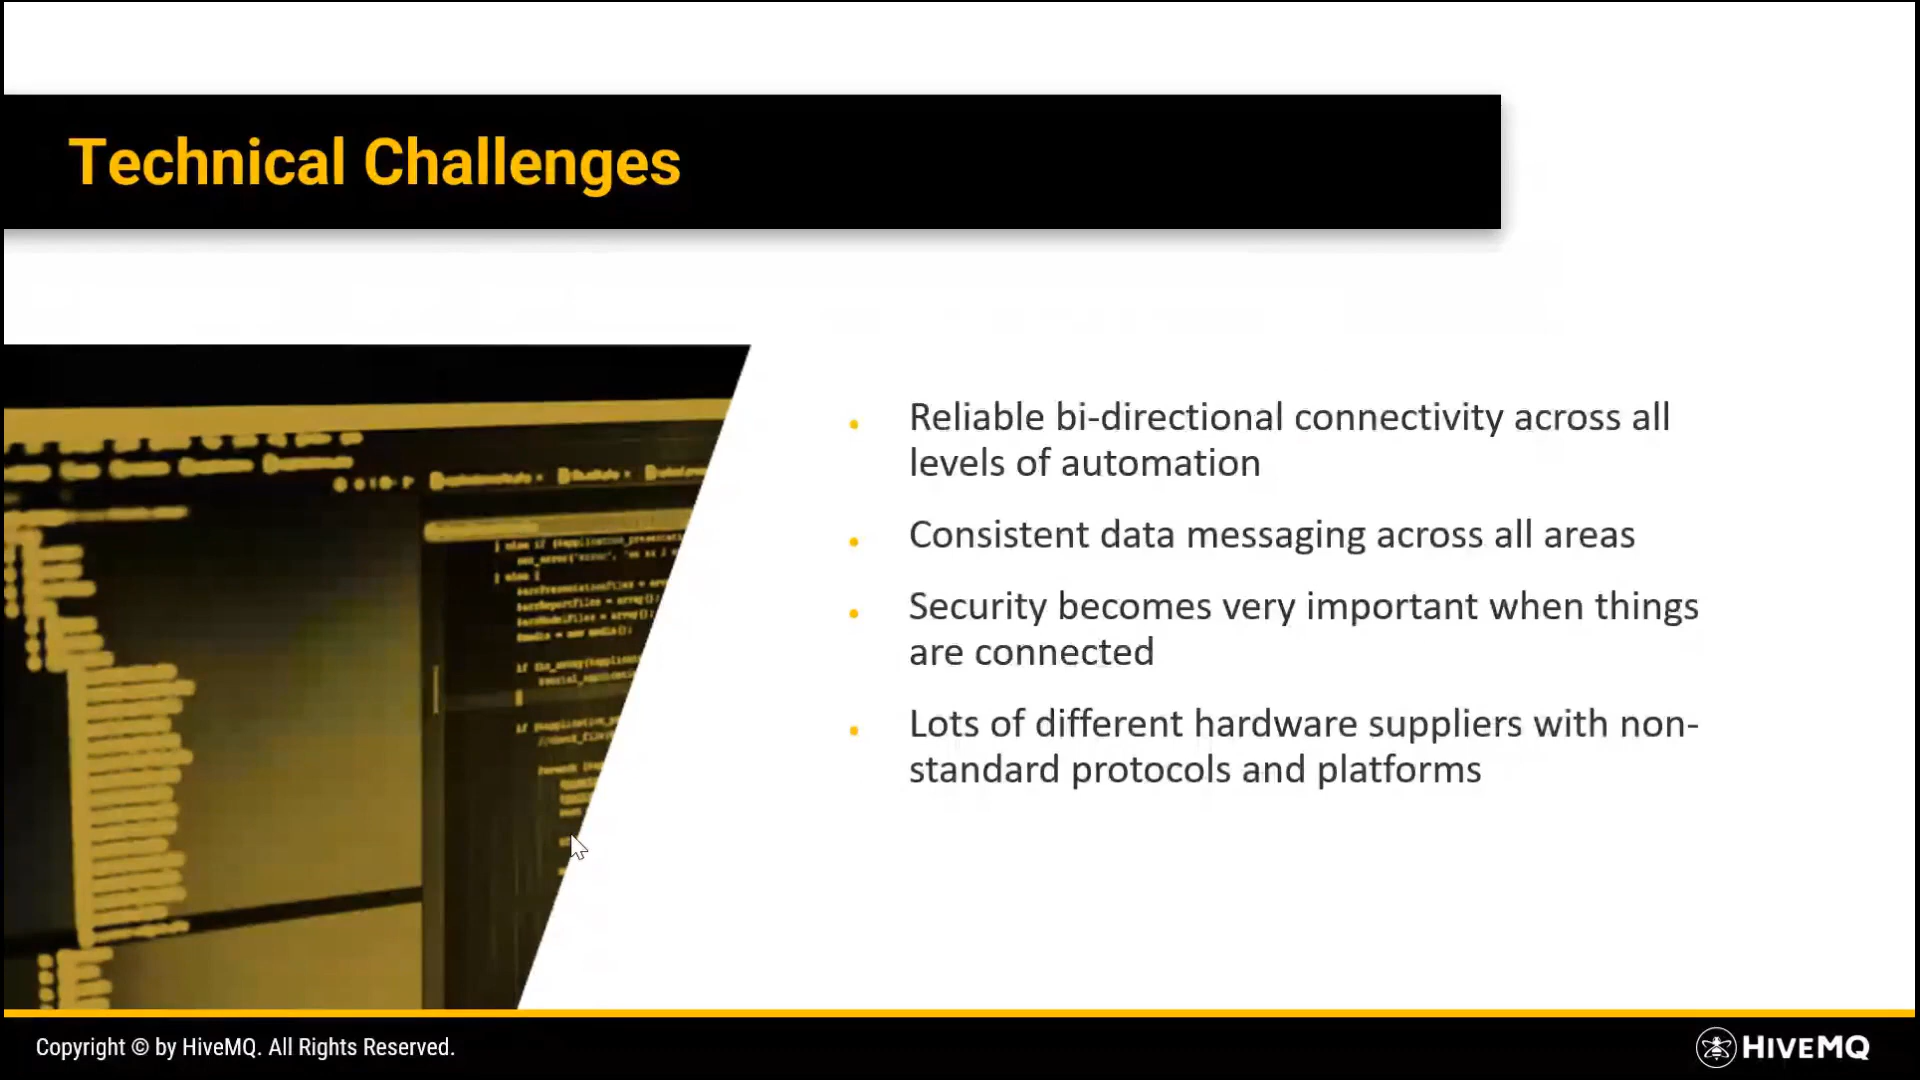 Technical Challenges
Reliable bi-directional connectivity across all
levels of automation
Consistent data messaging across all areas
Security becomes very important when things
are connected
Lots of different hardware suppliers with non-
standard protocols and platforms
Copyright © by HiveMQ. All Rights Reserved.
HIVEMQ